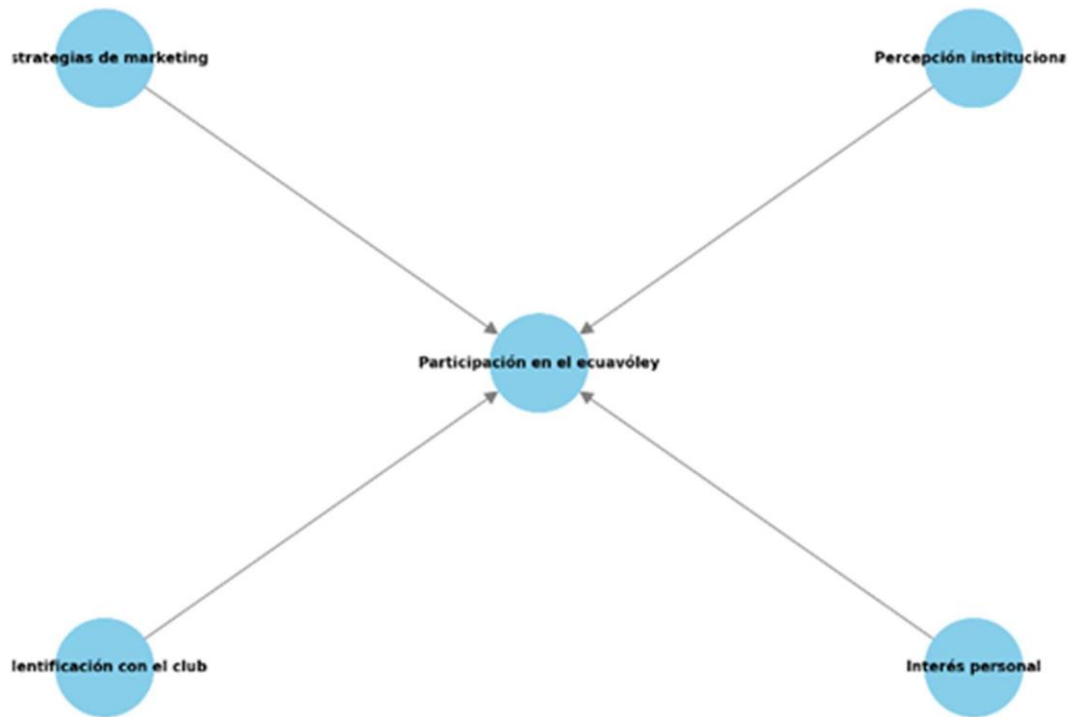 strategias de marketing
Percepción instituciona
Participación en el ecuavóley
lentificación con el club
Interés personal